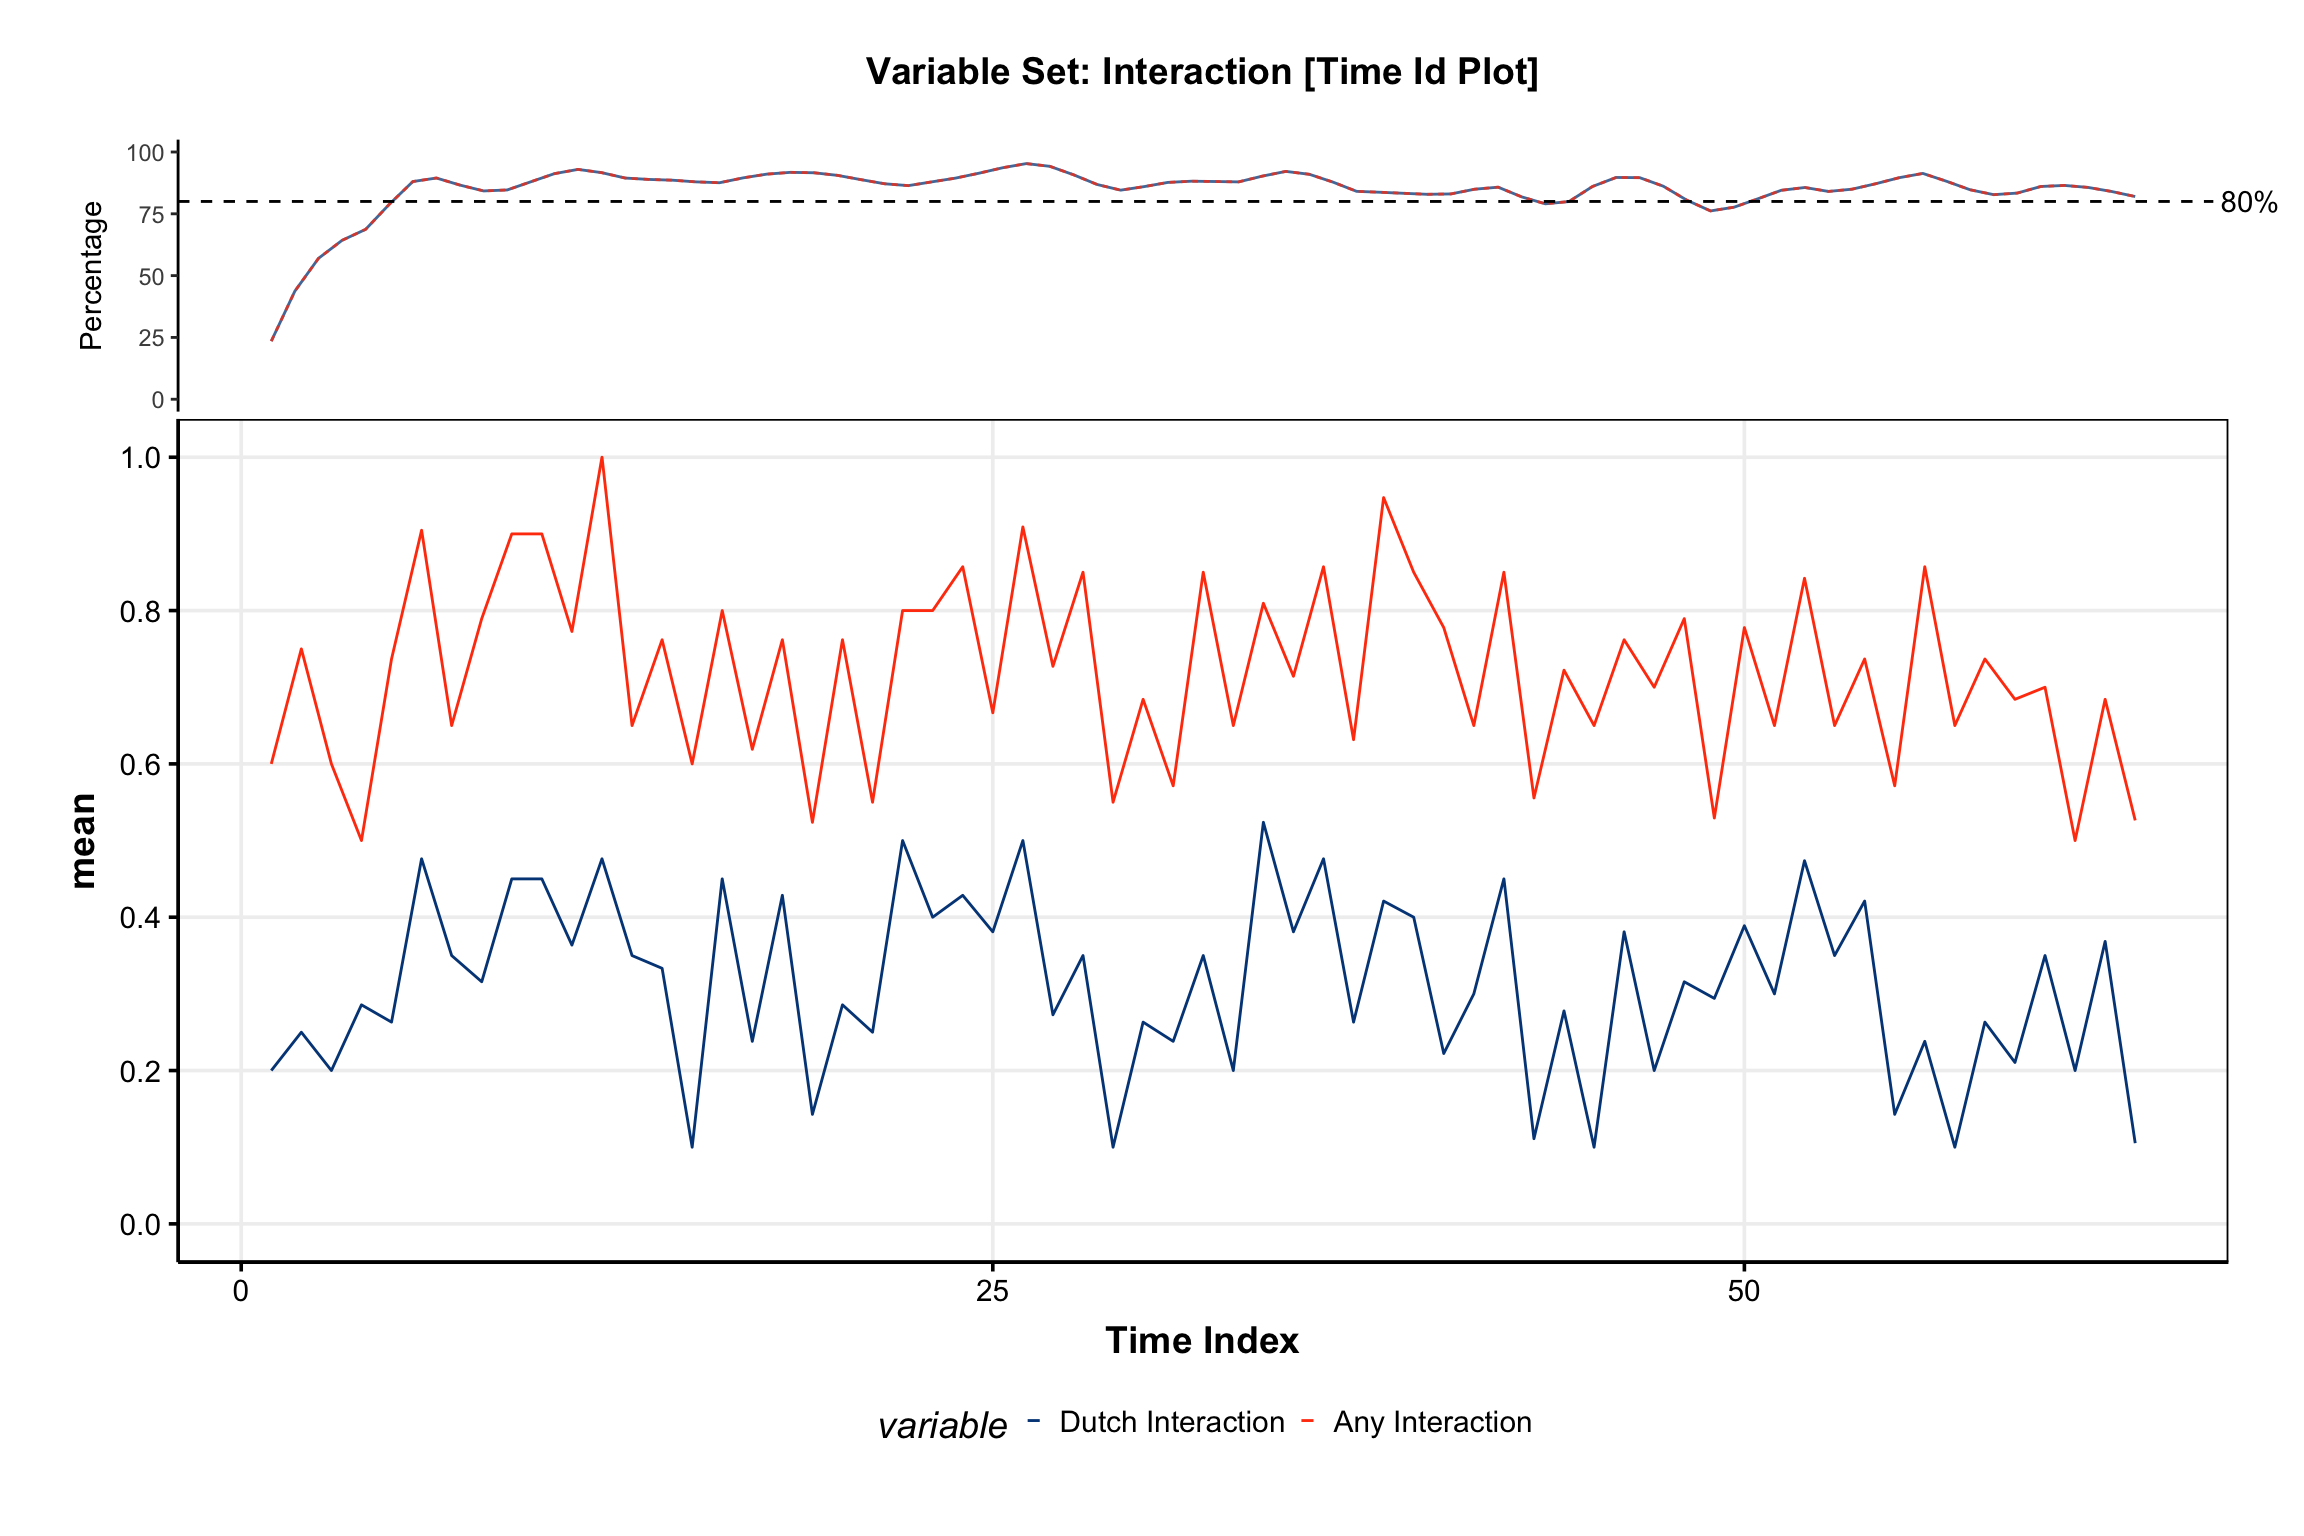 Variable Set: Interaction [Time Id Plot]
Percentage
100
75
50
25
0
80%
mean
1.0
0.8
0.6
0.4
0.2
0.0
0 25 50
Time Index
variable Dutch Interaction Any Interaction